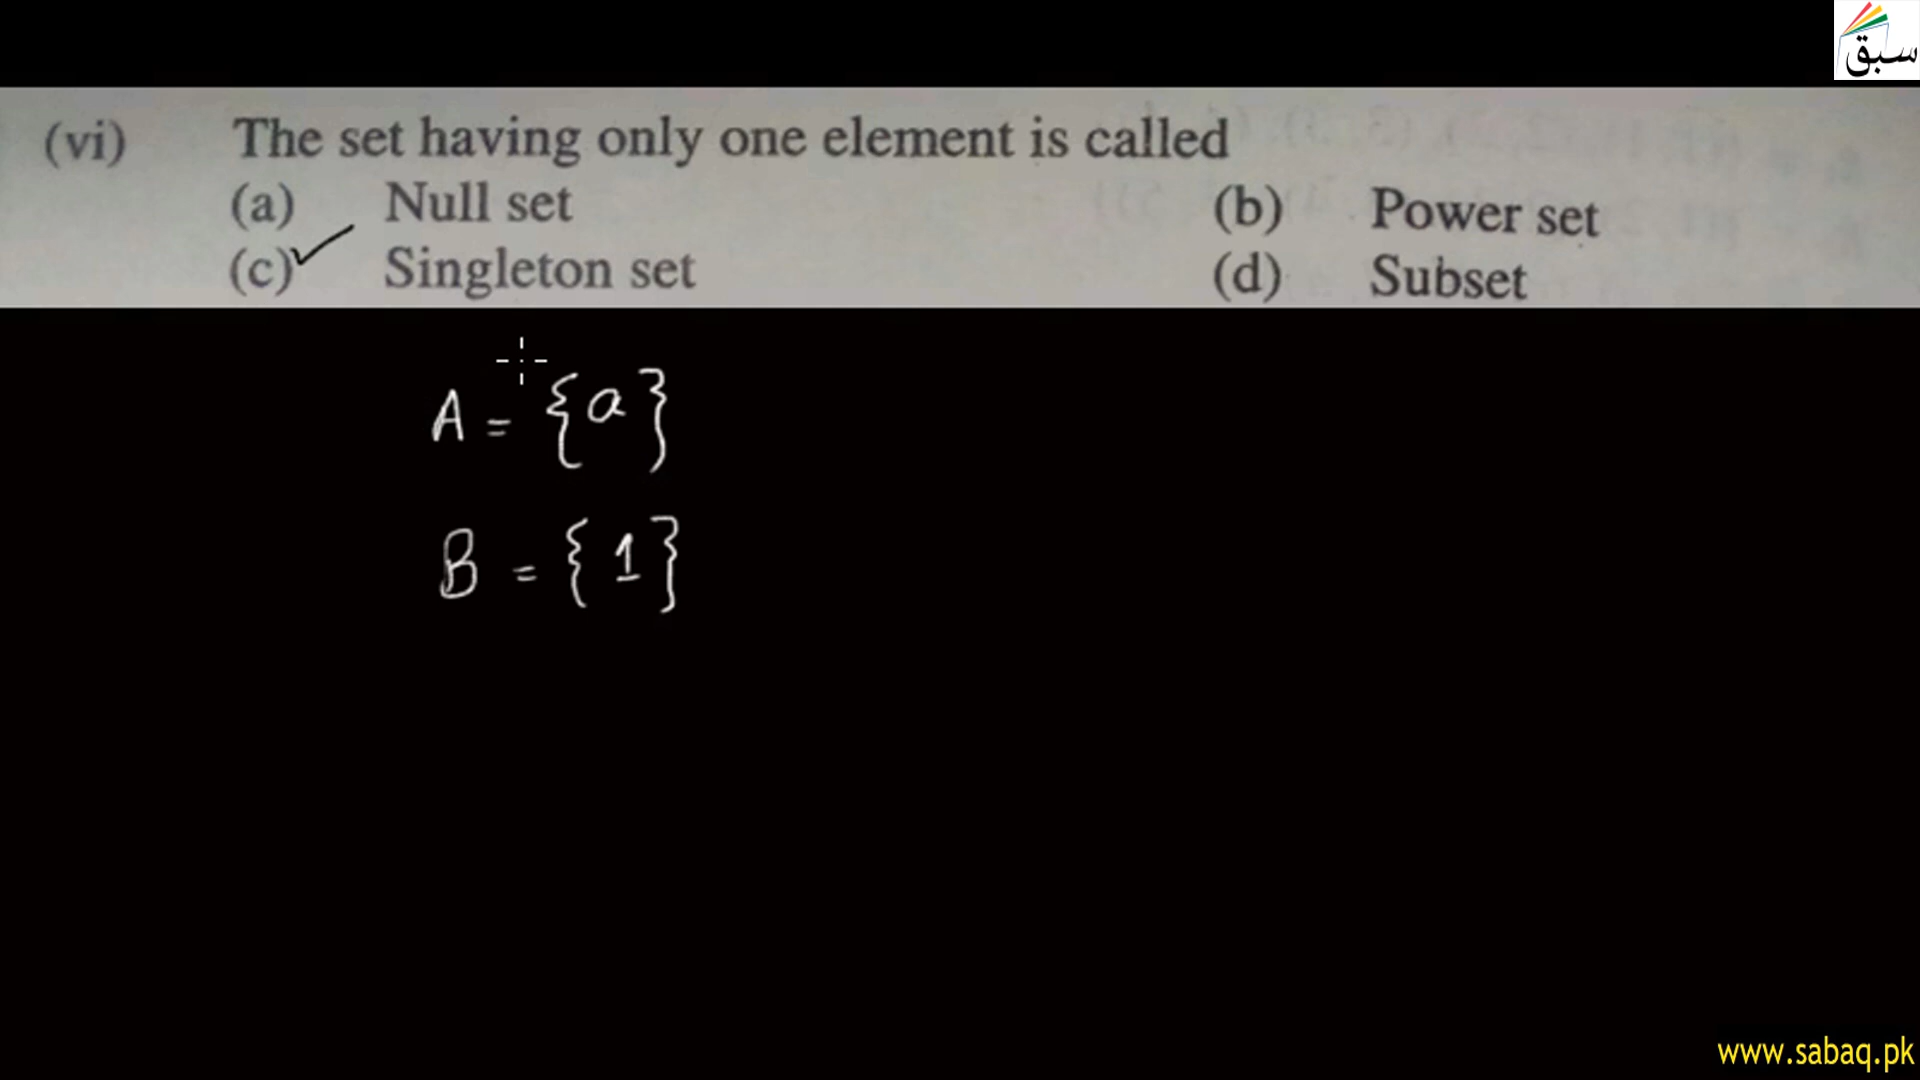 سبق
(vi) The set having only one element is called
(a) Null set (b) Power set
(c) Singleton set (d) Subset
A = {a}
B = {1}
www.sabaq.pk